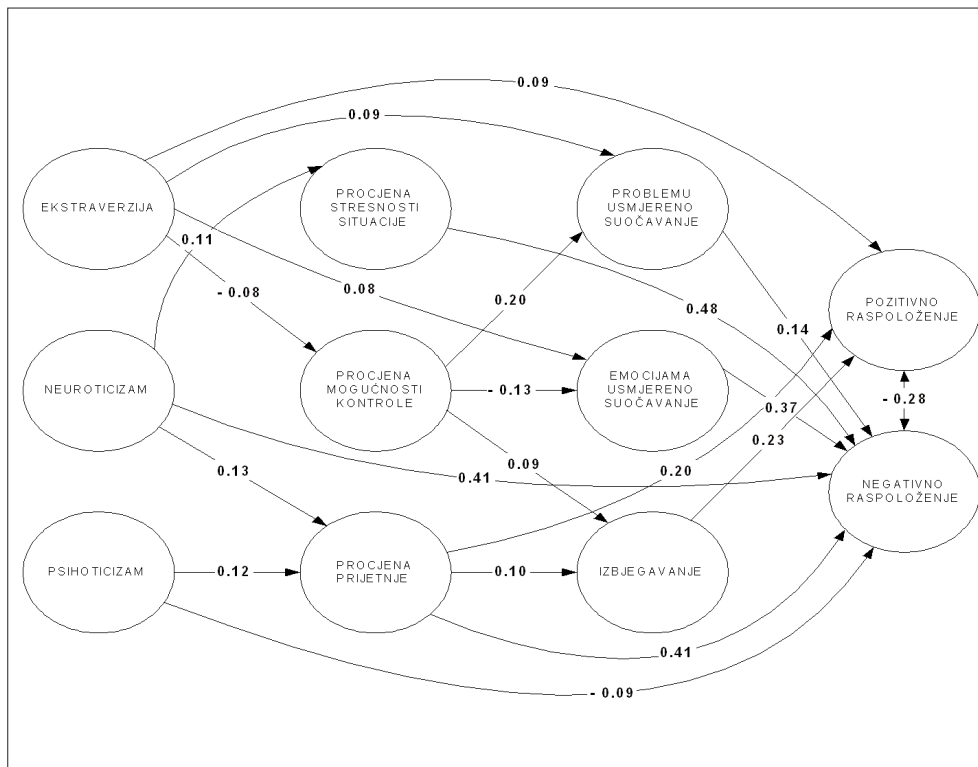 0.09
0.09
EKSTRAVERZIJA
PROCJENA
STRESNOSTI
SITUACIJE
PROBLEMU
USMJERENO
SUOČAVANJE
0.11
- 0.08
0.08
0.20
0.48
POZITIVNO
RASPOLOŽENJE
0.14
NEUROTICIZAM
PROCJENA
MOGUĆNOSTI
KONTROLE
- 0.13
EMOCIJAMA
USMJERENO
SUOČAVANJE
0.37
- 0.28
0.13
0.41
0.09
0.20
0.23
NEGATIVNO
RASPOLOŽENJE
PSIHOTICIZAM
0.12
PROCJENA
PRIJETNJE
0.10
IZBJEGAVANJE
0.41
- 0.09